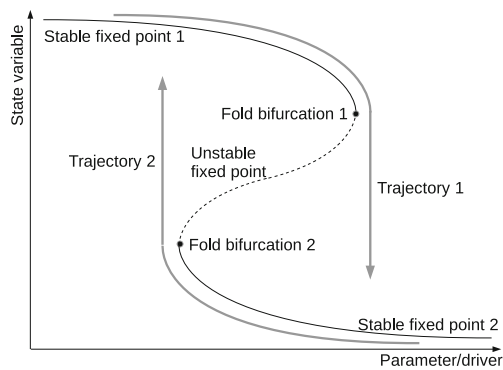 State variable
Stable fixed point 1
Fold bifurcation 1
Trajectory 2
Unstable
fixed point
Trajectory 1
Fold bifurcation 2
Stable fixed point 2
Parameter/driver